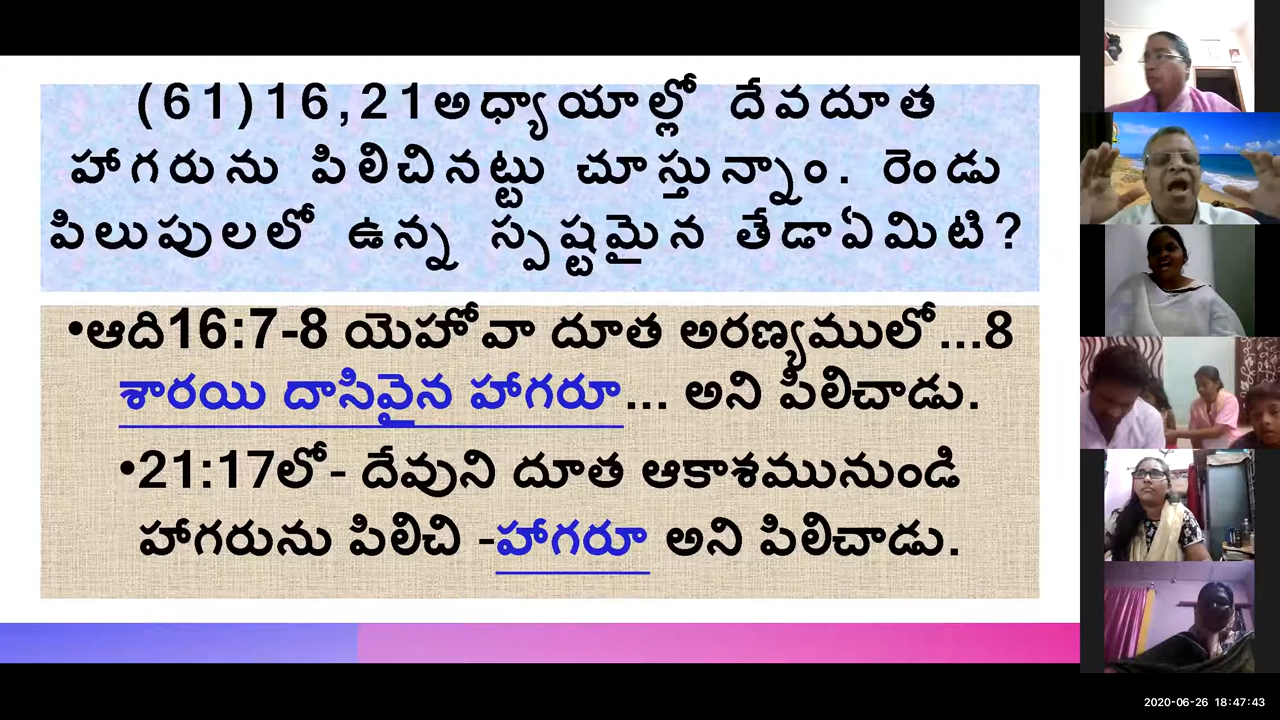 (61)16,21అధ్యాయాల్లో దేవదూత
హాగరును పిలిచినట్టు చూస్తున్నాం. రెండు
పిలుపులలో ఉన్న స్పష్టమైన తేడాఏమిటి?
•ఆది16:7-8 యెహోవా దూత అరణ్యములో...8
శారయి దాసివైన హాగరూ... అని పిలిచాడు.
•21:17లో- దేవుని దూత ఆకాశమునుండి
హాగరును పిలిచి -హాగరూ అని పిలిచాడు.
2020-06-26 18:47:43